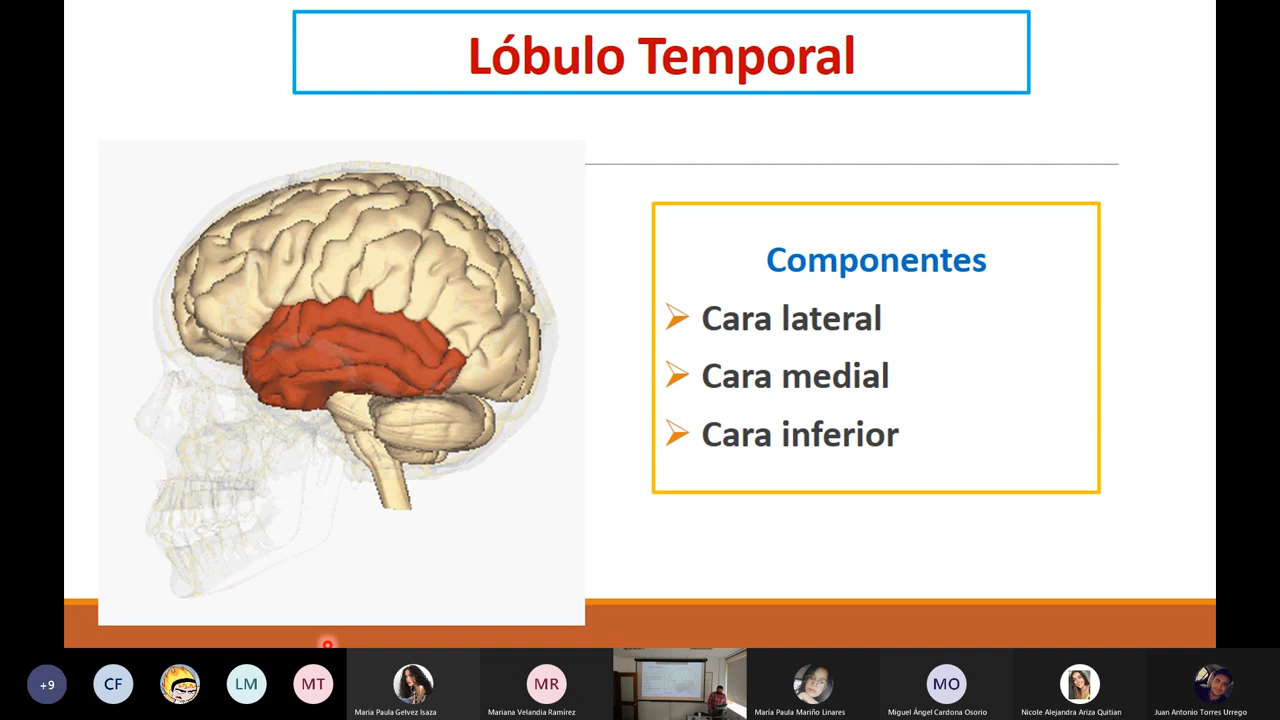 Lóbulo Temporal
Componentes
Cara lateral
Cara medial
Cara inferior
+9
CF
LM
MT
Maria Paula Gelvez Isaza
MR
Mariana Velandia Ramírez
María Paula Mariño Linares
MO
Miguel Ángel Cardona Osorio
Nicole Alejandra Ariza Quitian
Juan Antonio Torres Urrego